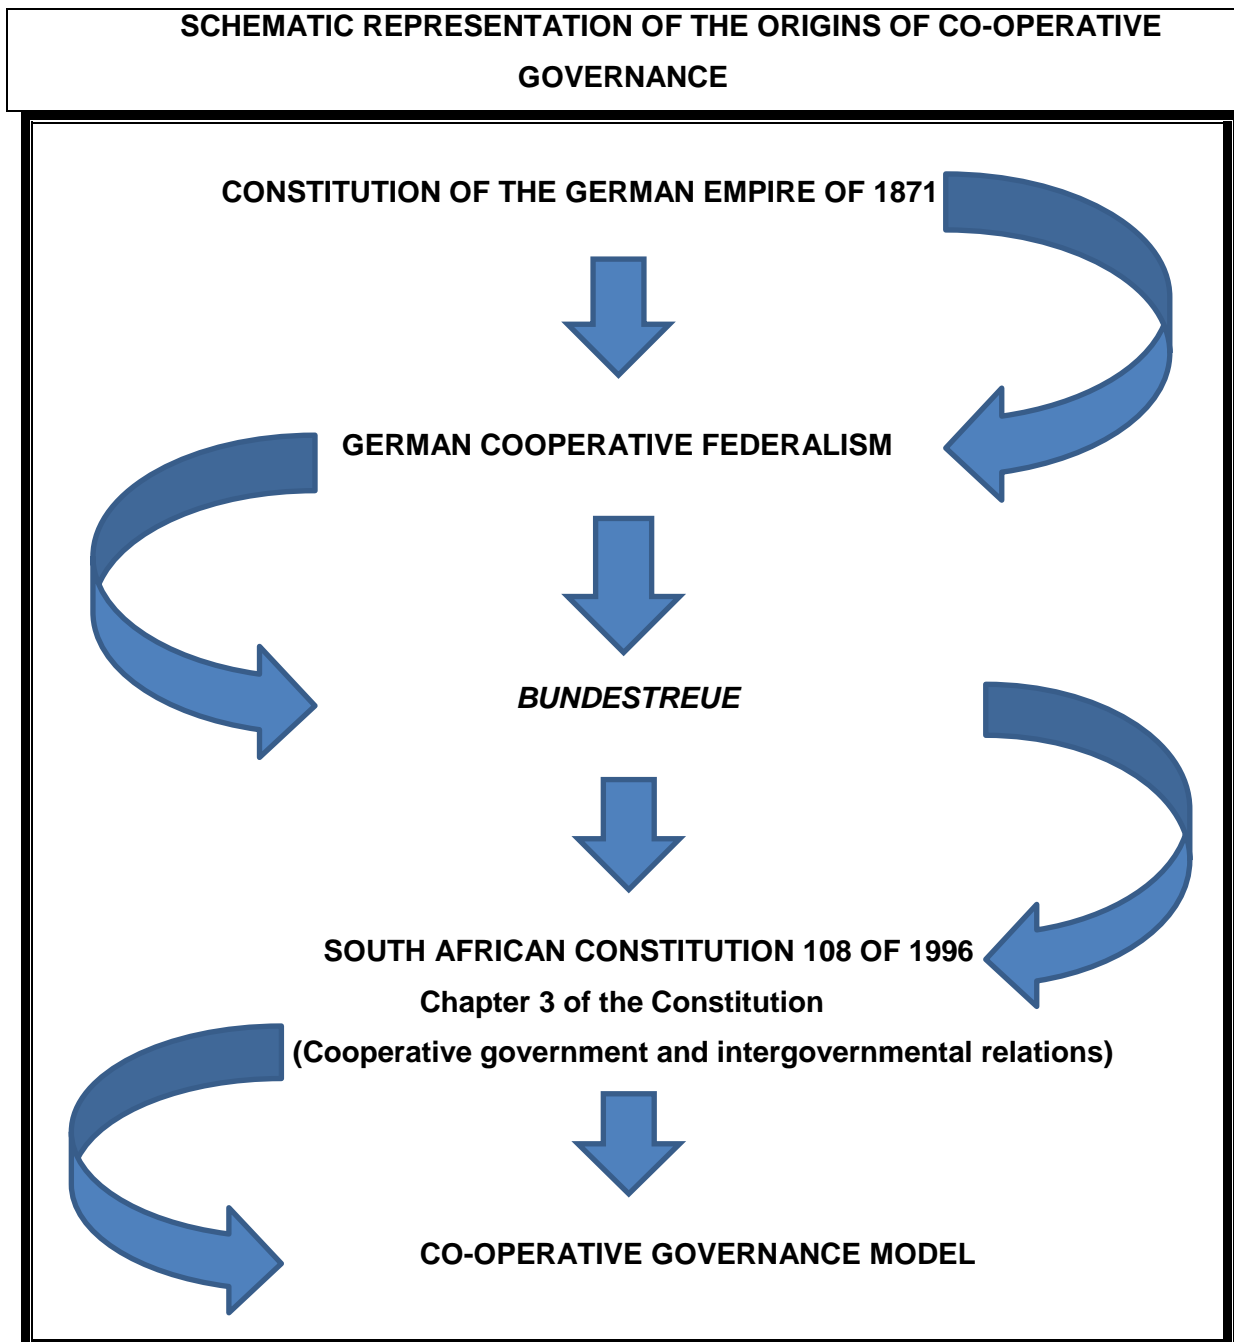 SCHEMATIC REPRESENTATION OF THE ORIGINS OF CO-OPERATIVE
GOVERNANCE
CONSTITUTION OF THE GERMAN EMPIRE OF 1871
GERMAN COOPERATIVE FEDERALISM
BUNDESTREUE
SOUTH AFRICAN CONSTITUTION 108 OF 1996
Chapter 3 of the Constitution
(Cooperative government and intergovernmental relations)
CO-OPERATIVE GOVERNANCE MODEL